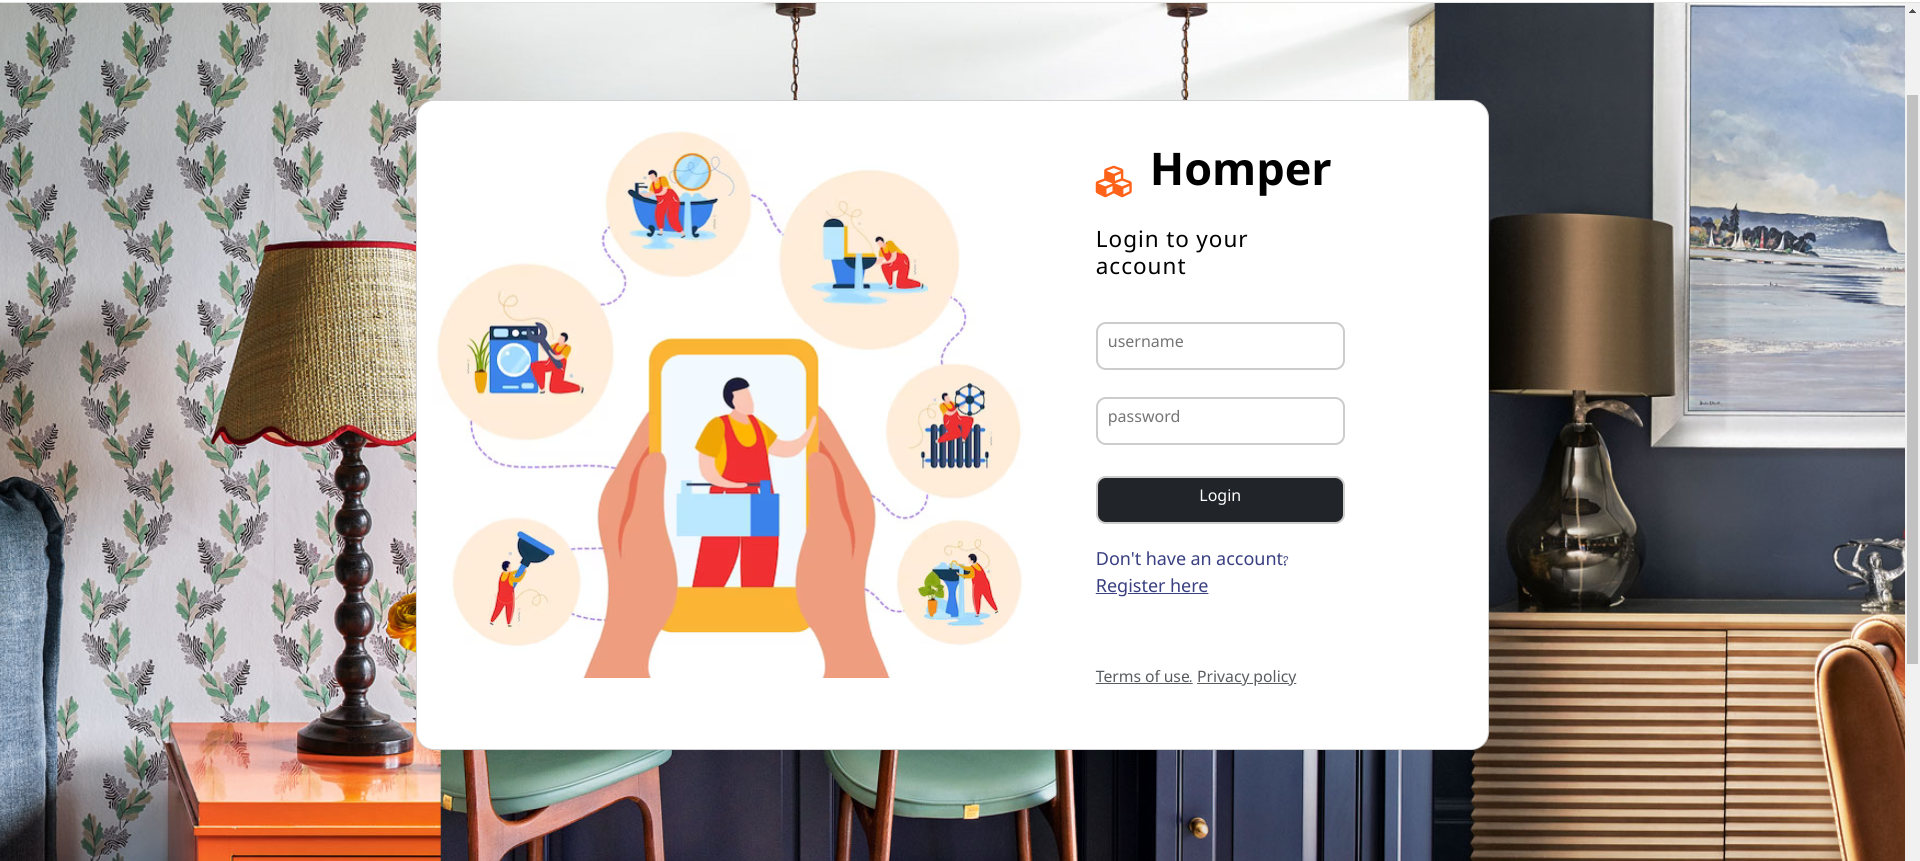 Homper
Login to your
account
username
password
Login
Don't have an account?
Register here
Terms of use. Privacy policy